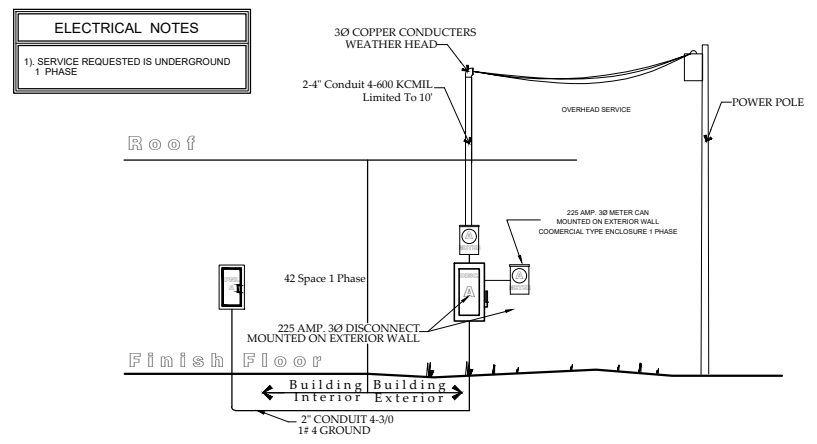 ELECTRICAL NOTES
1). SERVICE REQUESTED IS UNDERGROUND
1 PHASE
3Ø COPPER CONDUCTERS
WEATHER HEAD
2-4" Conduit 4-600 KCMIL
Limited To 10'
OVERHEAD SERVICE
POWER POLE
Roof
225 AMP. 3Ø METER CAN
MOUNTED ON EXTERIOR WALL
COOMERCIAL TYPE ENCLOSURE 1 PHASE
A
A
A
A
42 Space 1 Phase
225 AMP. 3Ø DISCONNECT
MOUNTED ON EXTERIOR WALL
Finish Floor
Building Building
Interior Exterior
2" CONDUIT 4-3/0
1# 4 GROUND